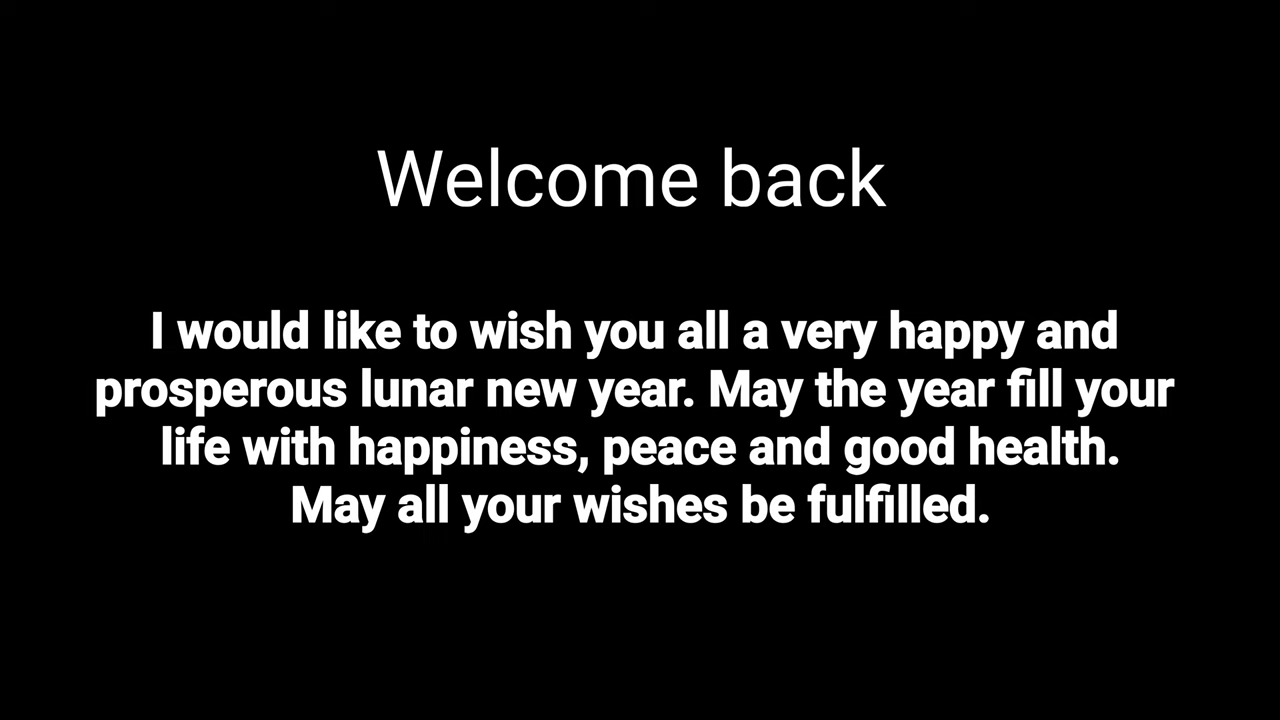 Welcome back
I would like to wish you all a very happy and
prosperous lunar new year. May the year fill your
life with happiness, peace and good health.
May all your wishes be fulfilled.